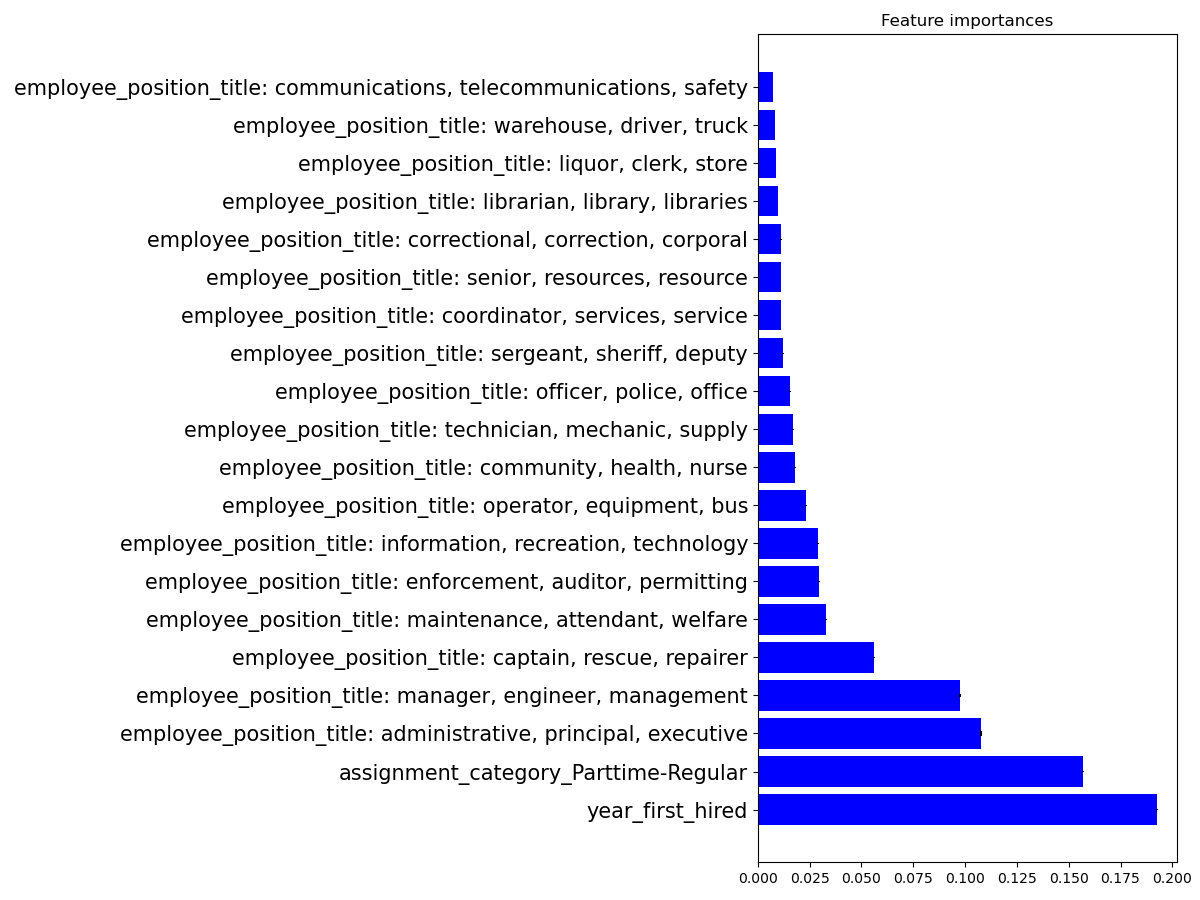 Feature importances
employee_position_title: communications, telecommunications, safety
employee_position_title: warehouse, driver, truck
employee_position_title: liquor, clerk, store
employee_position_title: librarian, library, libraries
employee_position_title: correctional, correction, corporal
employee_position_title: senior, resources, resource
employee_position_title: coordinator, services, service
employee_position_title: sergeant, sheriff, deputy
employee_position_title: officer, police, office
employee_position_title: technician, mechanic, supply
employee_position_title: community, health, nurse
employee_position_title: operator, equipment, bus
employee_position_title: information, recreation, technology
employee_position_title: enforcement, auditor, permitting
employee_position_title: maintenance, attendant, welfare
employee_position_title: captain, rescue, repairer
employee_position_title: manager, engineer, management
employee_position_title: administrative, principal, executive
assignment_category_Parttime-Regular
year_first_hired
0.000 0.025 0.050 0.075 0.100 0.125 0.150 0.175 0.200